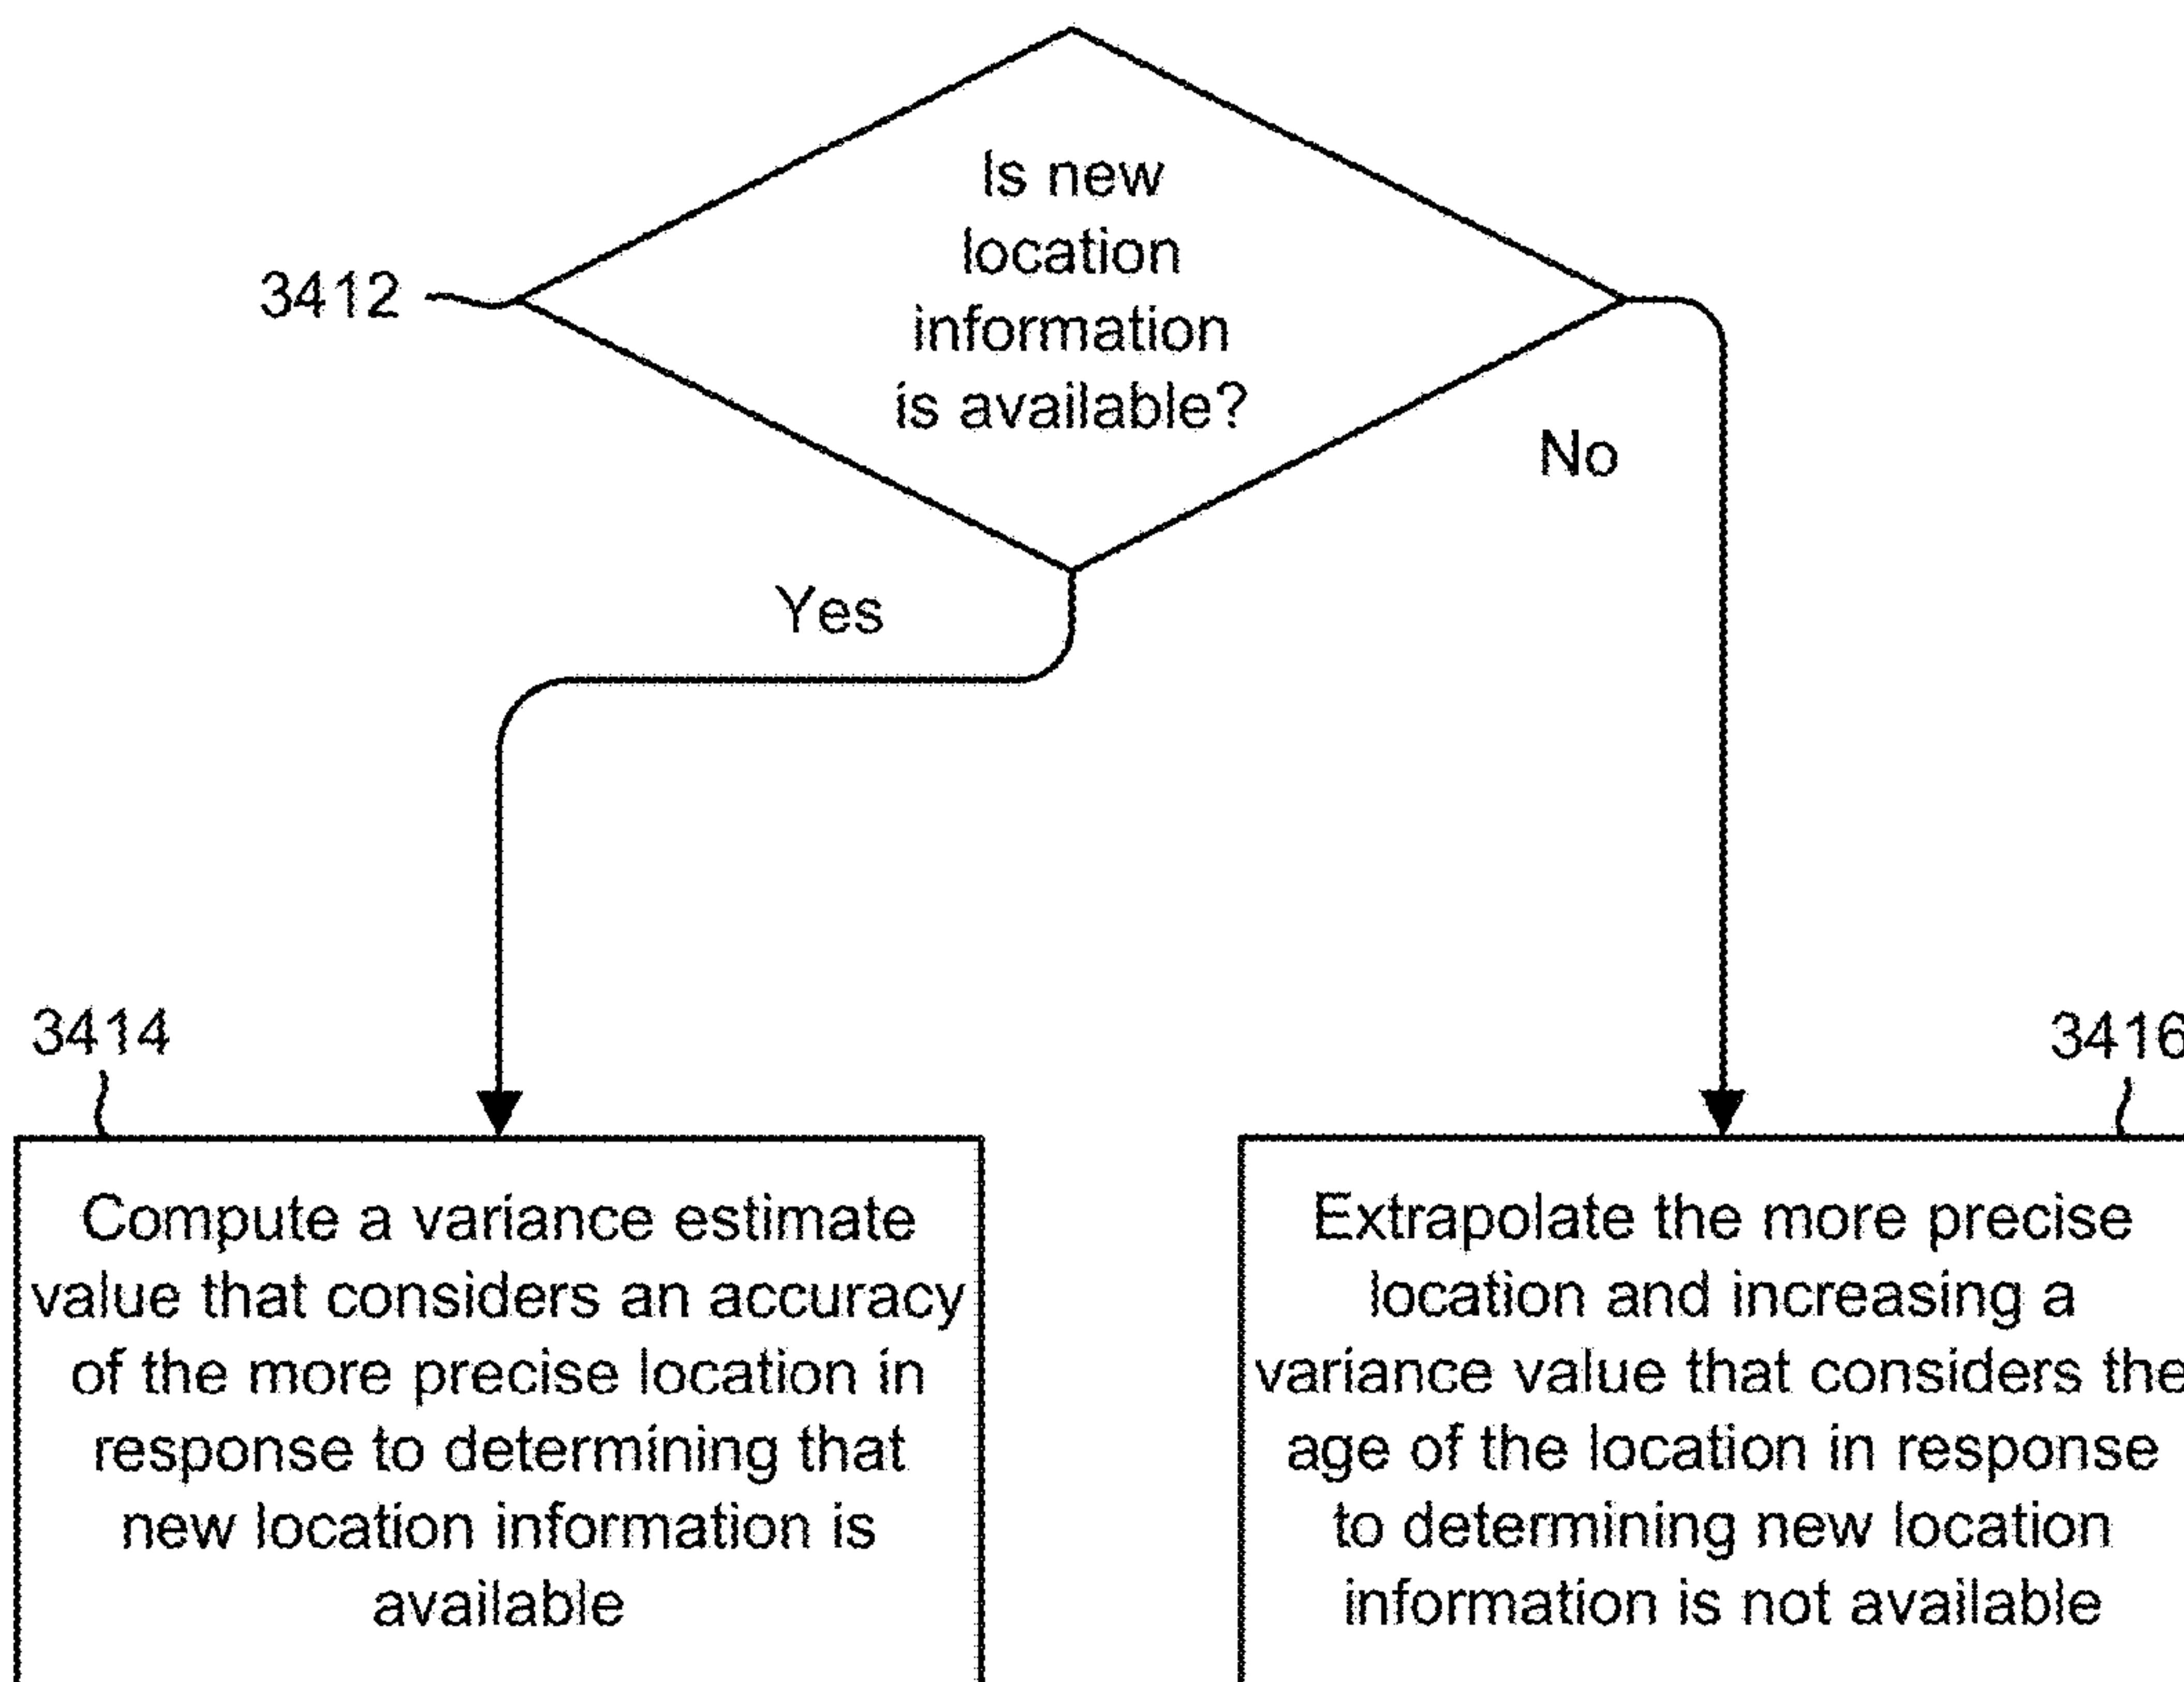 Is new
location
information
is available?
3412
No
Yes
3414
3416
Compute a variance estimate
value that considers an accuracy
of the more precise location in
response to determining that
new location information is
available
Extrapolate the more precise
location and increasing a
variance value that considers the
age of the location in response
to determining new location
information is not available